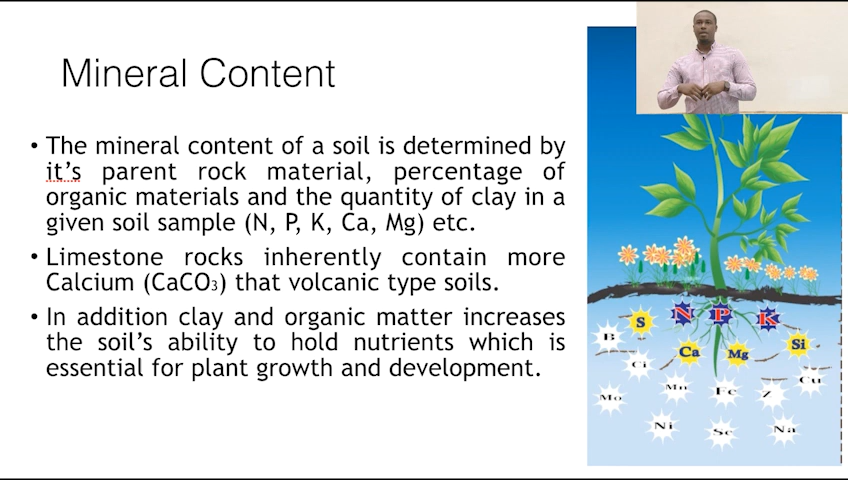 Mineral Content
• The mineral content of a soil is determined by
it's parent rock material, percentage of
organic materials and the quantity of clay in a
given soil sample (N, P, K, Ca, Mg) etc.
• Limestone rocks inherently contain more
Calcium (CaCO₃) that volcanic type soils.
• In addition clay and organic matter increases
the soil's ability to hold nutrients which is
essential for plant growth and development.
S N P K
B Ca Mg Si
Ci
Mo Mn Fe Z Cu
Ni Se Na